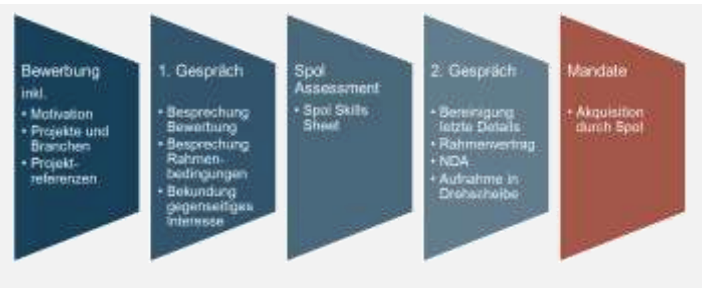 Bewerbung
inkl.
• Motivation
• Projekte und
Branchen
• Projekt-
referenzen
1. Gespräch
• Besprechung
Bewerbung
• Besprechung
Rahmen-
bedingungen
• Bekundung
gegenseitiges
Interesse
Spol
Assessment
• Spol Skills
Sheet
2. Gespräch
• Bereinigung
letzte Details
• Rahmenvertrag
• NDA
• Aufnahme in
Drehscheibe
Mandate
• Akquisition
durch Spol